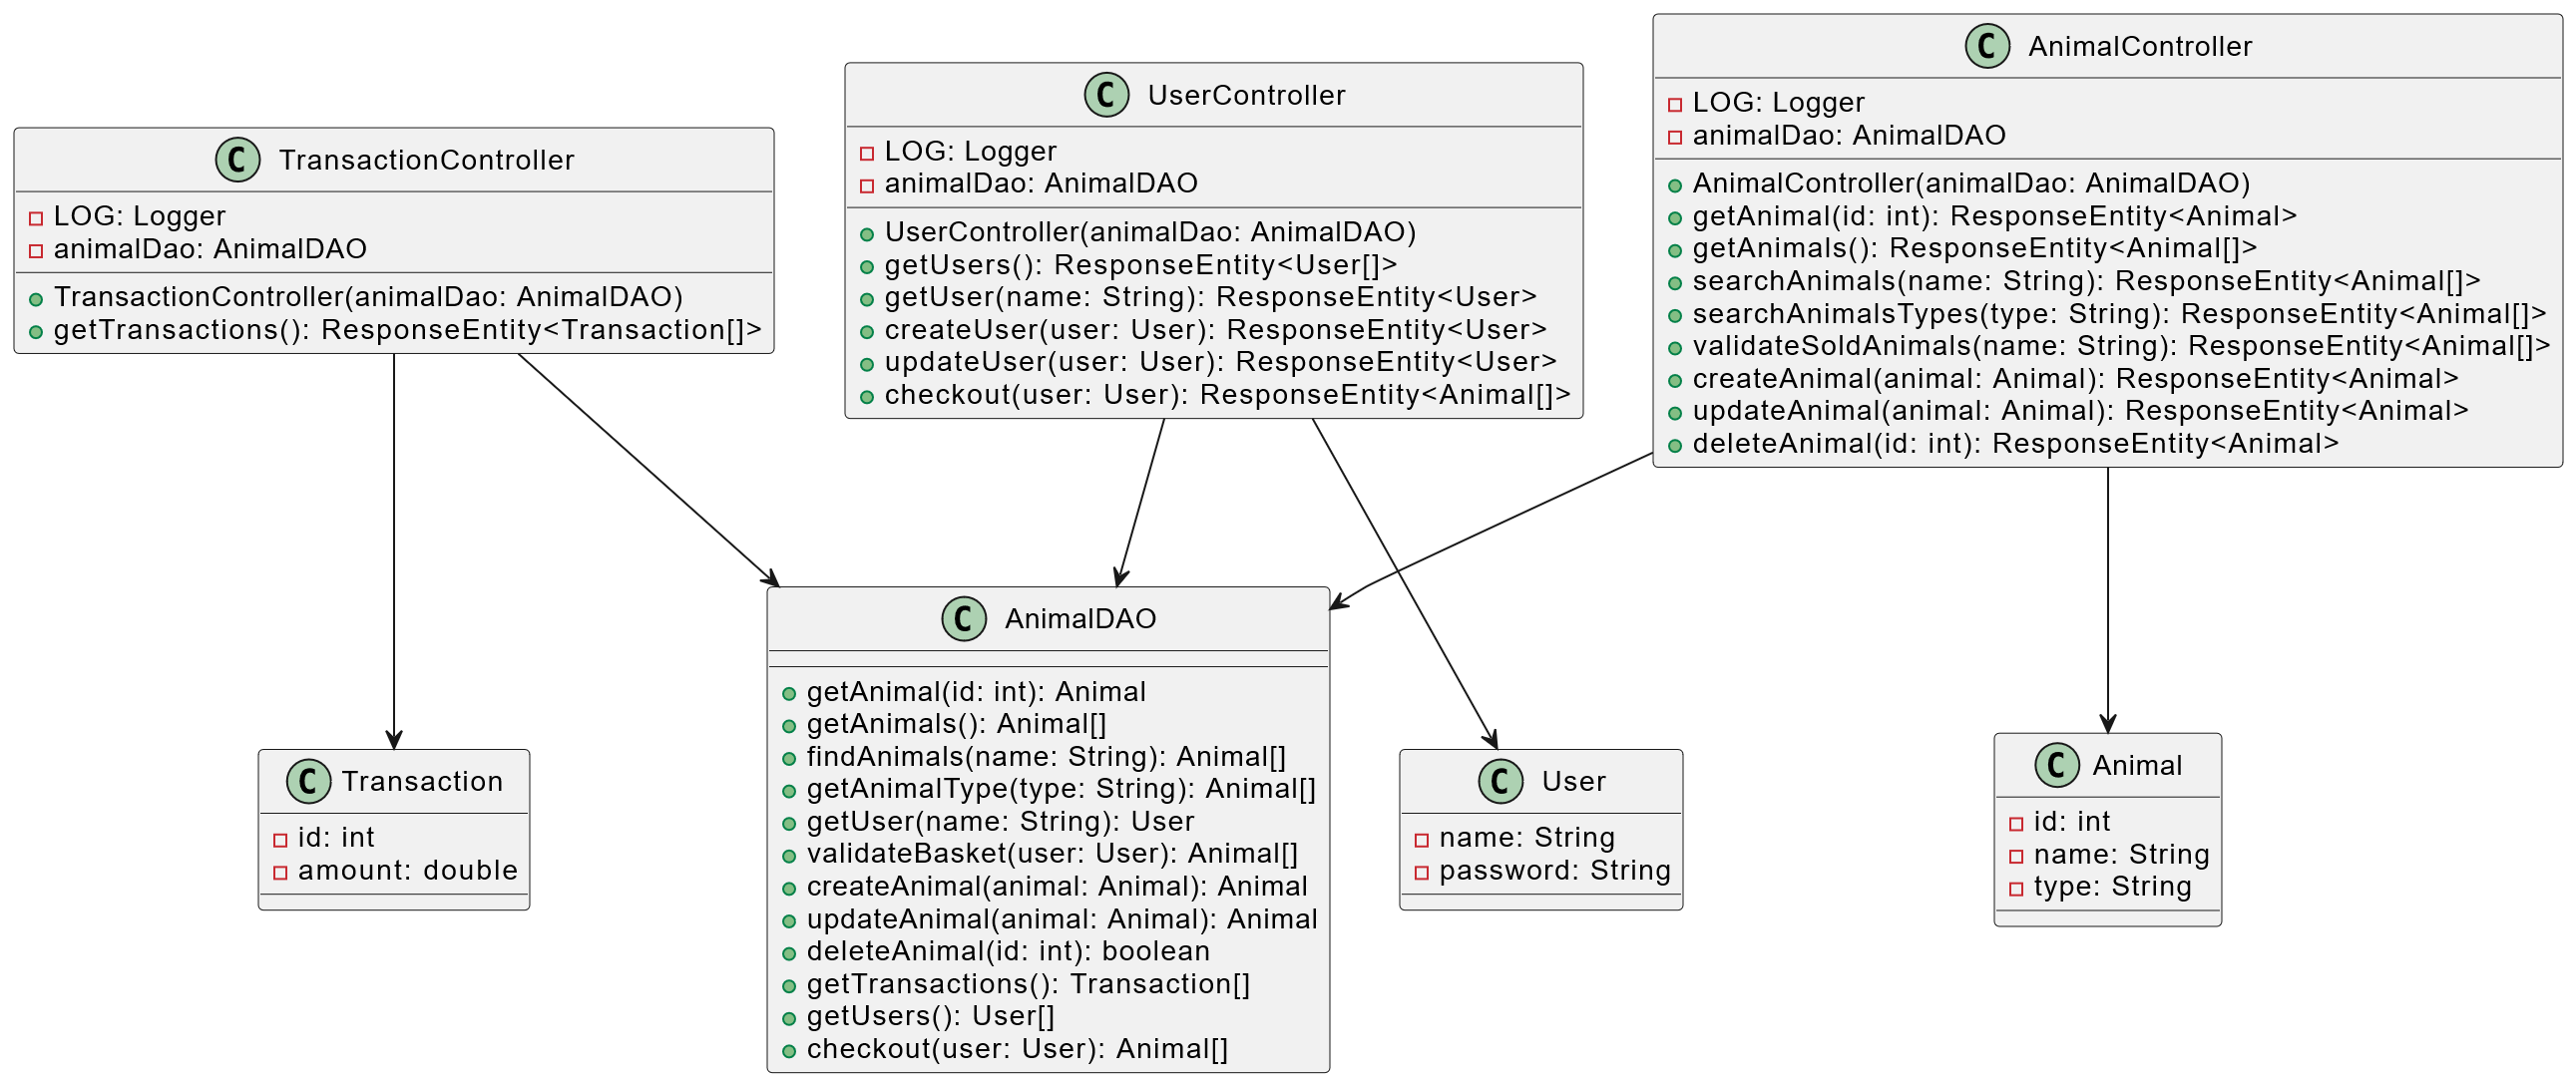 C TransactionController
LOG: Logger
animalDao: AnimalDAO
TransactionController(animalDao: AnimalDAO)
getTransactions(): ResponseEntity<Transaction[]>
C UserController
LOG: Logger
animalDao: AnimalDAO
UserController(animalDao: AnimalDAO)
getUsers(): ResponseEntity<User[]>
getUser(name: String): ResponseEntity<User>
createUser(user: User): ResponseEntity<User>
updateUser(user: User): ResponseEntity<User>
checkout(user: User): ResponseEntity<Animal[]>
C AnimalController
LOG: Logger
animalDao: AnimalDAO
AnimalController(animalDao: AnimalDAO)
getAnimal(id: int): ResponseEntity<Animal>
getAnimals(): ResponseEntity<Animal[]>
searchAnimals(name: String): ResponseEntity<Animal[]>
searchAnimalsTypes(type: String): ResponseEntity<Animal[]>
validateSoldAnimals(name: String): ResponseEntity<Animal[]>
createAnimal(animal: Animal): ResponseEntity<Animal>
updateAnimal(animal: Animal): ResponseEntity<Animal>
deleteAnimal(id: int): ResponseEntity<Animal>
C Transaction
id: int
amount: double
C AnimalDAO
getAnimal(id: int): Animal
getAnimals(): Animal[]
findAnimals(name: String): Animal[]
getAnimalType(type: String): Animal[]
getUser(name: String): User
validateBasket(user: User): Animal[]
createAnimal(animal: Animal): Animal
updateAnimal(animal: Animal): Animal
deleteAnimal(id: int): boolean
getTransactions(): Transaction[]
getUsers(): User[]
checkout(user: User): Animal[]
C User
name: String
password: String
C Animal
id: int
name: String
type: String